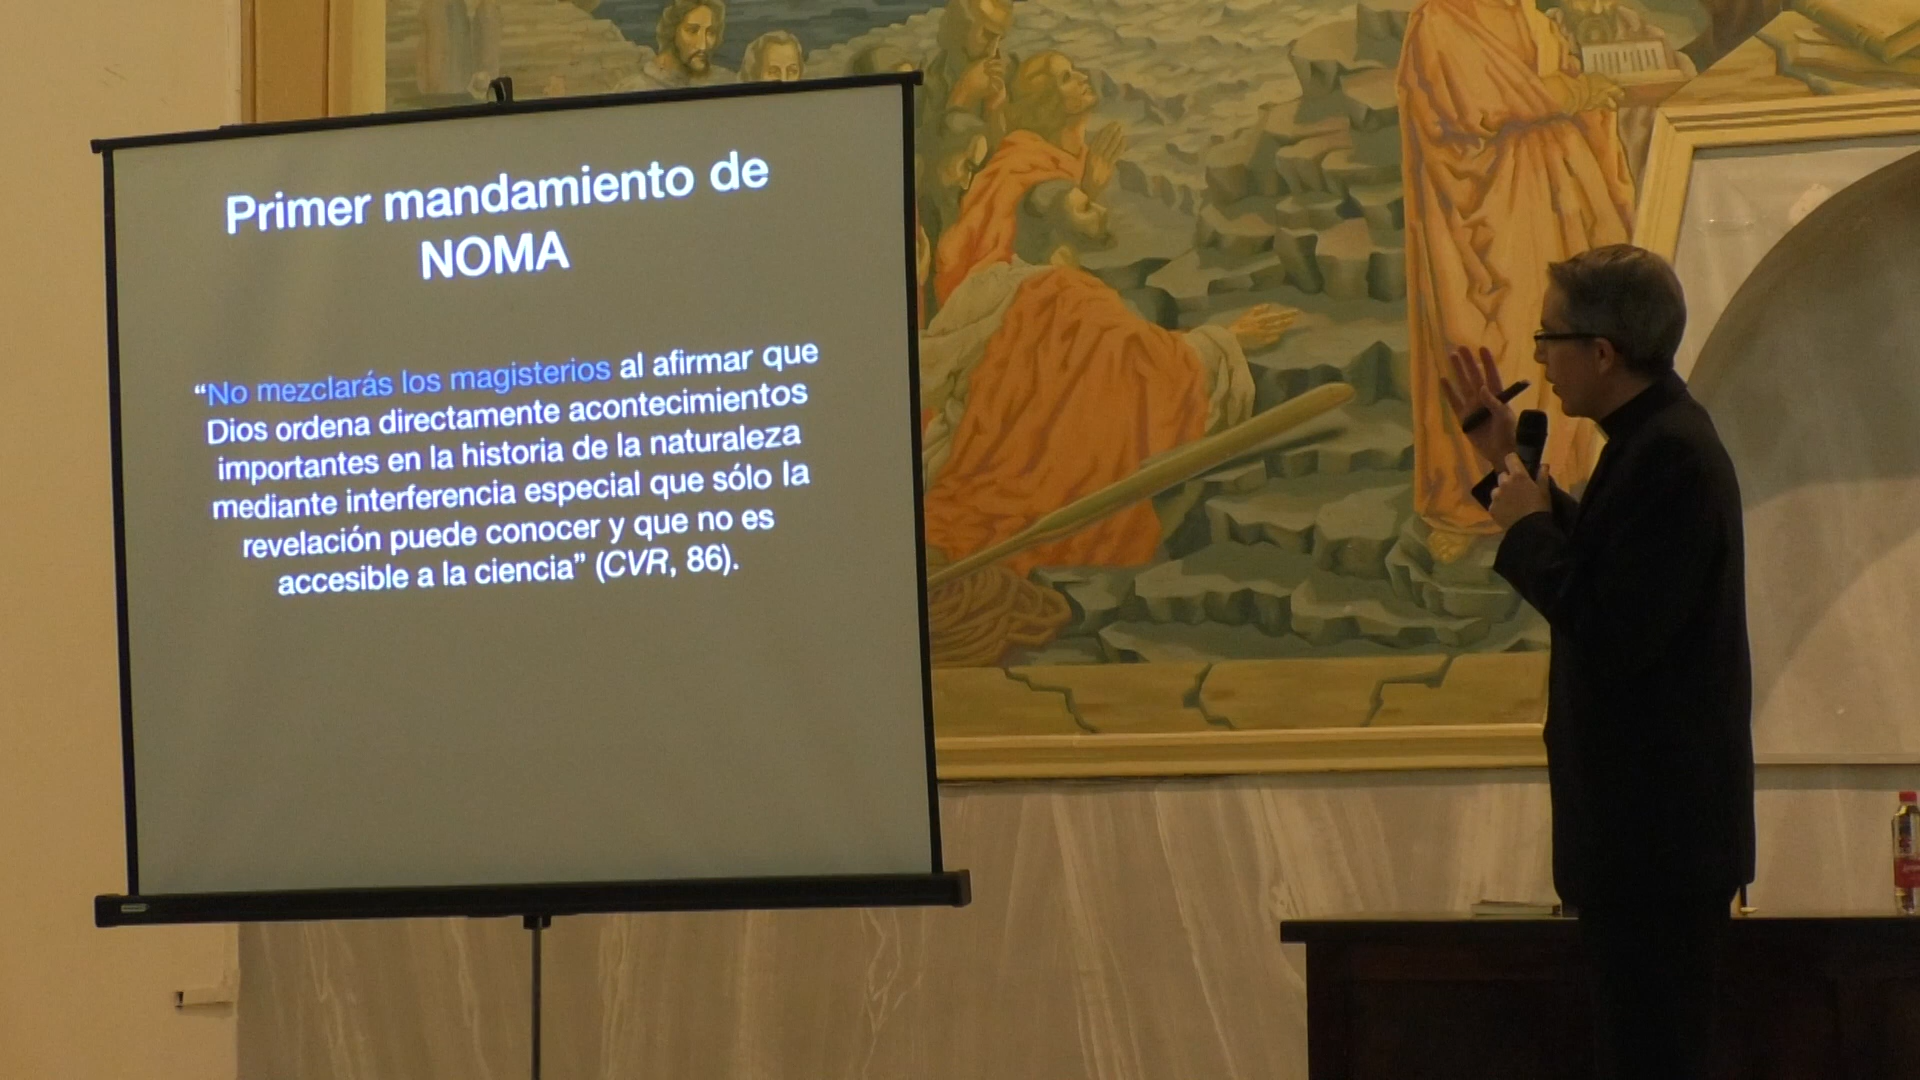 Primer mandamiento de
NOMA
“No mezclarás los magisterios al afirmar que
Dios ordena directamente acontecimientos
importantes en la historia de la naturaleza
mediante interferencia especial que sólo la
revelación puede conocer y que no es
accesible a la ciencia” (CVR, 86).